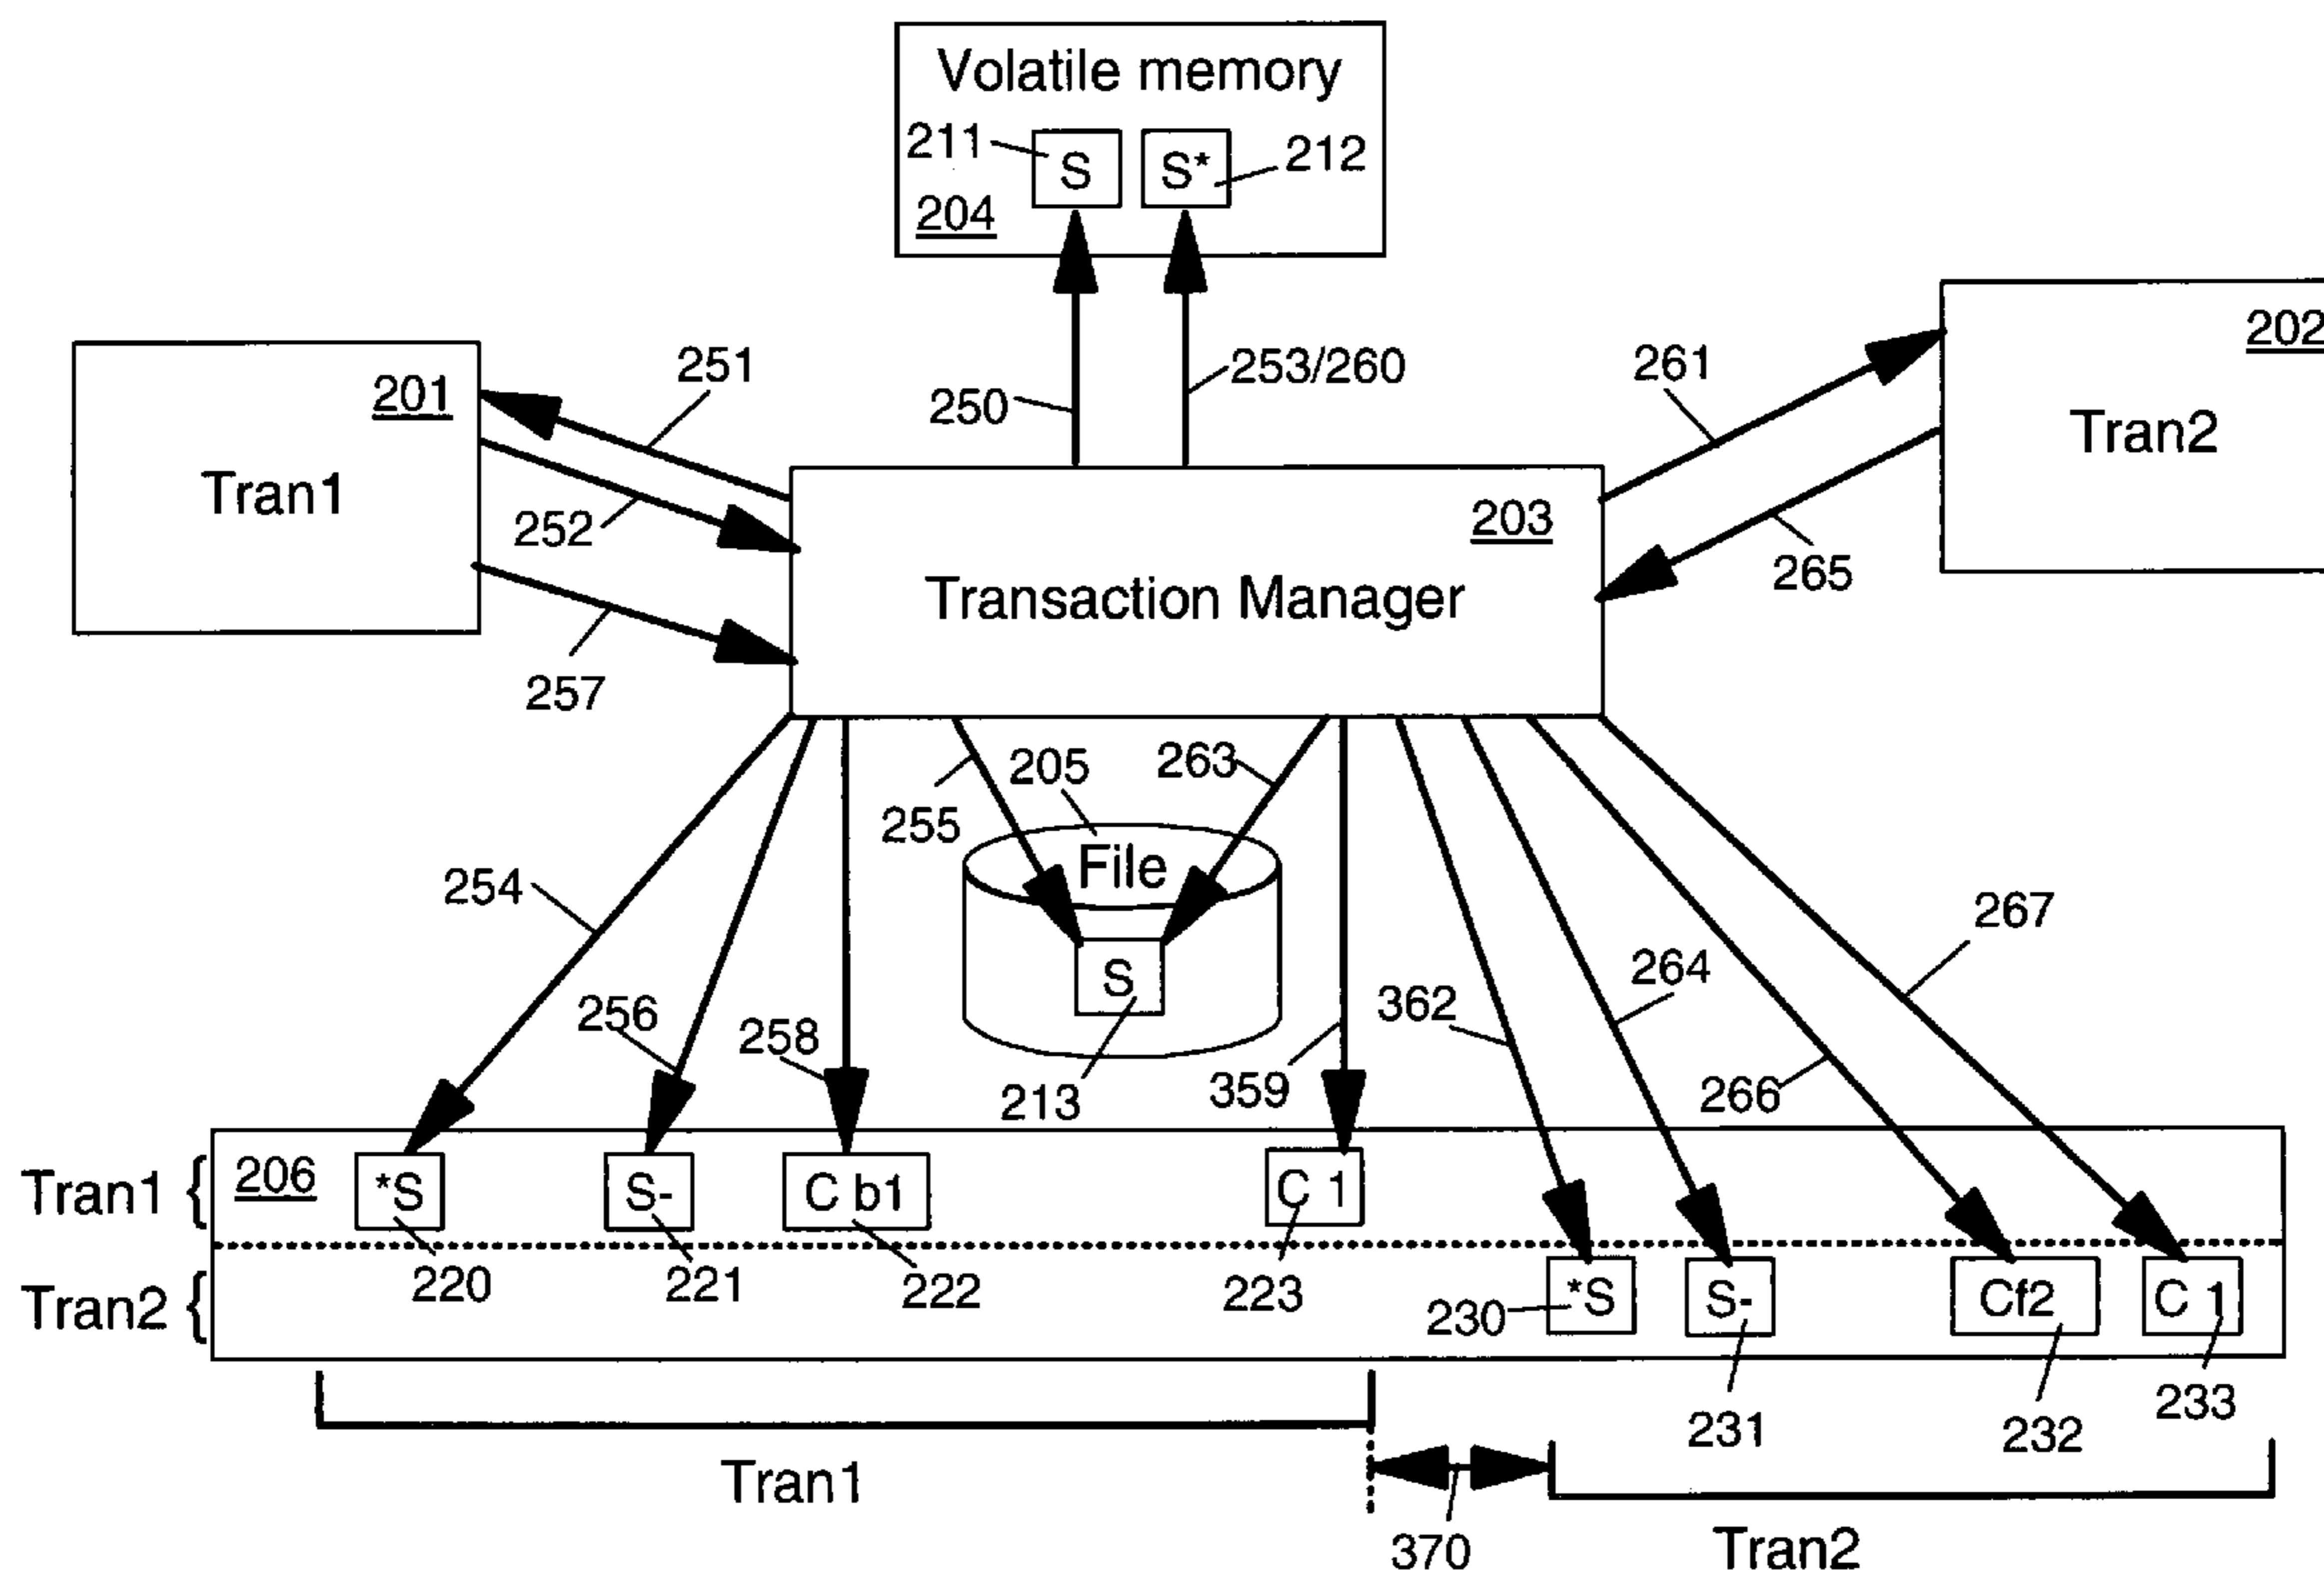 Volatile memory
211
S
S*
212
204
251
250
253/260
261
202
201
Tran1
252
257
203
Transaction Manager
Tran2
265
205
263
255
File
254
S
267
264
362
256
258
359
266
213
Tran1 {
206
*S
S-
C b1
C 1
220
221
222
223
Tran2 {
230
*S
S-
Cf2
C 1
231
232
233
Tran1
370
Tran2